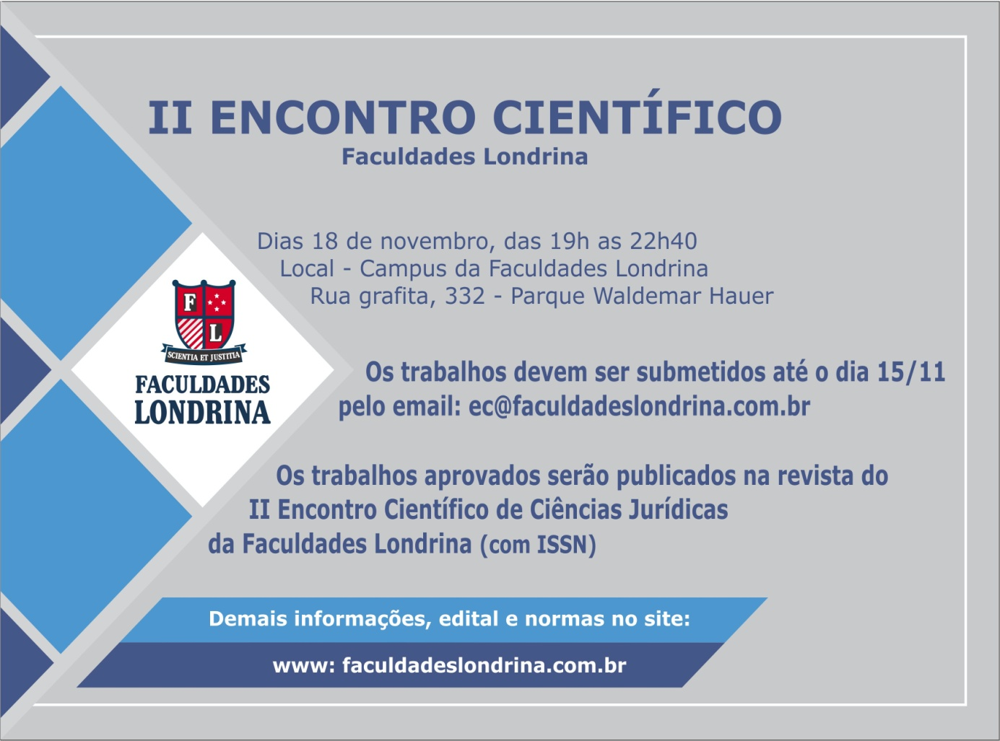 II ENCONTRO CIENTÍFICO
Faculdades Londrina
Dias 18 de novembro, das 19h as 22h40
Local - Campus da Faculdades Londrina
Rua grafita, 332 - Parque Waldemar Hauer
F
L
SCIENTIA ET JUSTITIA
FACULDADES
LONDRINA
Os trabalhos devem ser submetidos até o dia 15/11
pelo email: ec@faculdadeslondrina.com.br
Os trabalhos aprovados serão publicados na revista do
II Encontro Científico de Ciências Jurídicas
da Faculdades Londrina (com ISSN)
Demais informações, edital e normas no site:
www: faculdadeslondrina.com.br